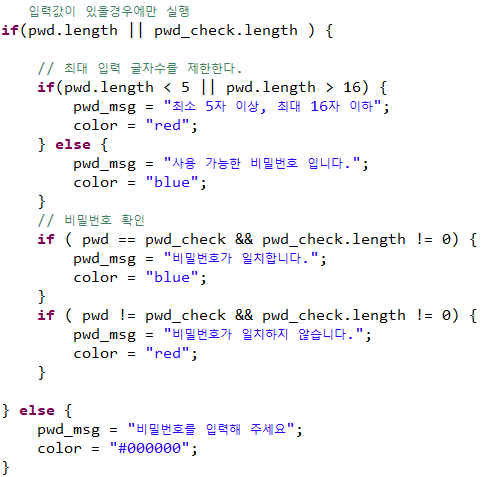 입력값이 있을경우에만 실행
if(pwd.length || pwd_check.length ) {
// 최대 입력 글자수를 제한한다.
if(pwd.length < 5 || pwd.length > 16) {
pwd_msg = "최소 5자 이상, 최대 16자 이하";
color = "red";
} else {
pwd_msg = "사용 가능한 비밀번호 입니다.";
color = "blue";
}
// 비밀번호 확인
if ( pwd == pwd_check && pwd_check.length != 0) {
pwd_msg = "비밀번호가 일치합니다.";
color = "blue";
}
if ( pwd != pwd_check && pwd_check.length != 0) {
pwd_msg = "비밀번호가 일치하지 않습니다.";
color = "red";
}
} else {
pwd_msg = "비밀번호를 입력해 주세요";
color = "#000000";
}